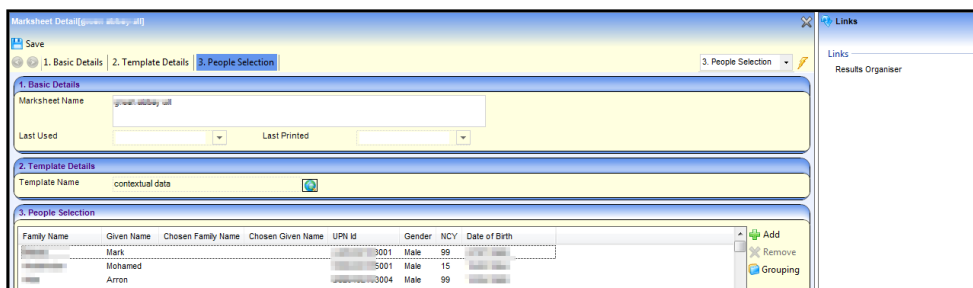 Marksheet Detail[
Links
Save
1. Basic Details 2. Template Details 3. People Selection 3. People Selection
Links
Results Organiser
1. Basic Details
Marksheet Name
Last Used Last Printed
2. Template Details
Template Name contextual data
3. People Selection
Family Name Given Name Chosen Family Name Chosen Given Name UPN Id Gender NCY Date of Birth
Add
Mark 3001 Male 99
Remove
Mohamed 5001 Male 15
Grouping
Arron 3004 Male 99